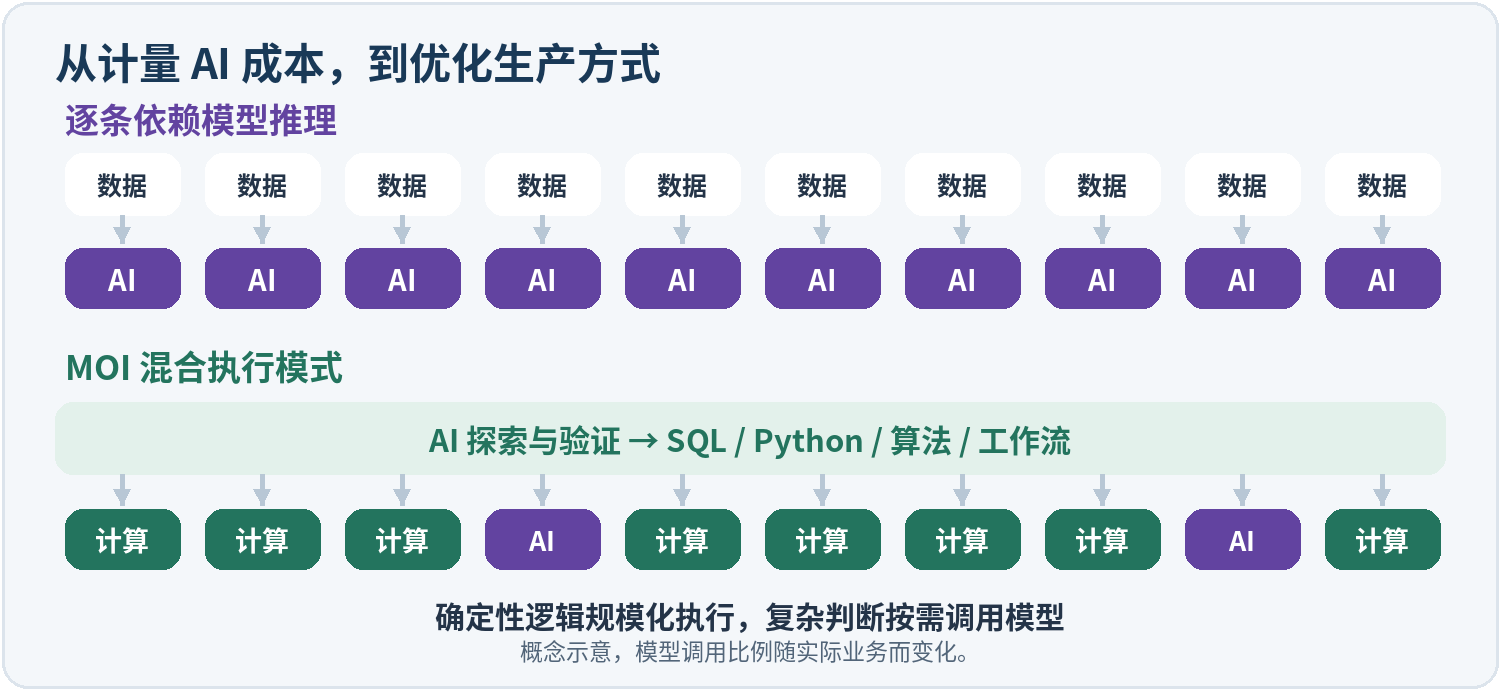 从计量 AI 成本，到优化生产方式
逐条依赖模型推理
数据 数据 数据 数据 数据 数据 数据 数据 数据 数据
AI AI AI AI AI AI AI AI AI AI
MOI 混合执行模式
AI 探索与验证 → SQL / Python / 算法 / 工作流
计算 计算 计算 AI 计算 计算 计算 计算 AI 计算
确定性逻辑规模化执行，复杂判断按需调用模型
概念示意，模型调用比例随实际业务而变化。